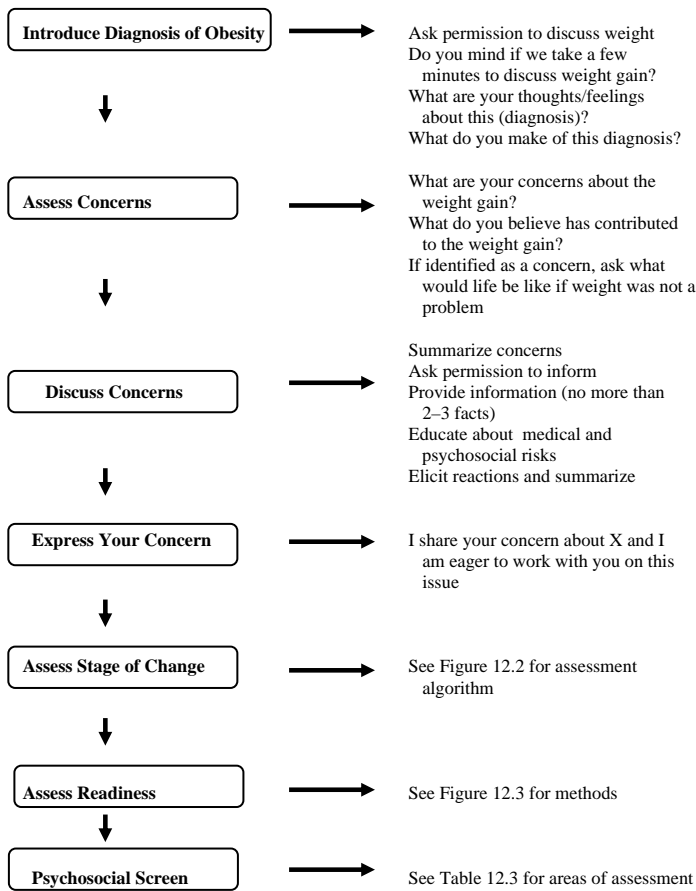 Introduce Diagnosis of Obesity
Ask permission to discuss weight
Do you mind if we take a few
minutes to discuss weight gain?
What are your thoughts/feelings
about this (diagnosis)?
What do you make of this diagnosis?
Assess Concerns
What are your concerns about the
weight gain?
What do you believe has contributed
to the weight gain?
If identified as a concern, ask what
would life be like if weight was not a
problem
Discuss Concerns
Summarize concerns
Ask permission to inform
Provide information (no more than
2–3 facts)
Educate about medical and
psychosocial risks
Elicit reactions and summarize
Express Your Concern
I share your concern about X and I
am eager to work with you on this
issue
Assess Stage of Change
See Figure 12.2 for assessment
algorithm
Assess Readiness
See Figure 12.3 for methods
Psychosocial Screen
See Table 12.3 for areas of assessment